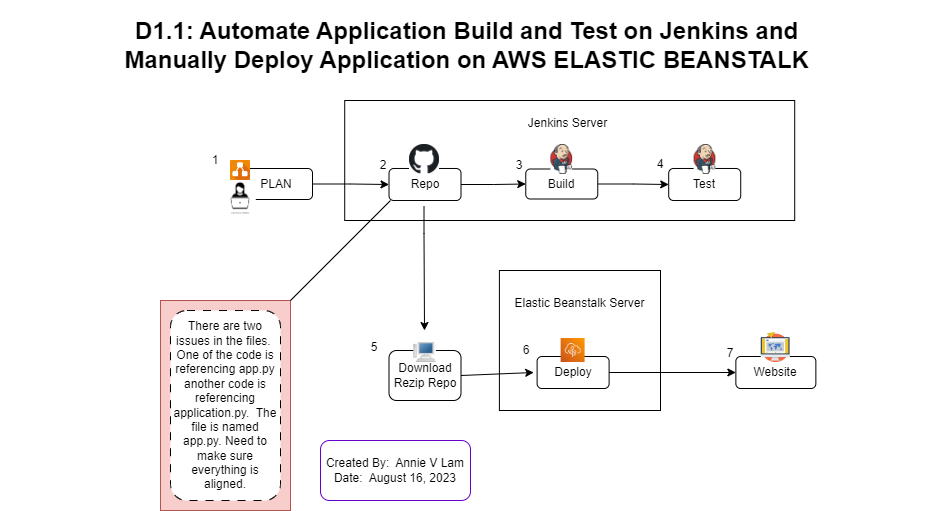 D1.1: Automate Application Build and Test on Jenkins and
Manually Deploy Application on AWS ELASTIC BEANSTALK
Jenkins Server
1
PLAN
2
Repo
3
Build
4
Test
There are two
issues in the files.
One of the code is
referencing app.py
another code is
referencing
application.py.  The
file is named
app.py. Need to
make sure
everything is
aligned.
Elastic Beanstalk Server
5
Download
Rezip Repo
6
Deploy
7
Website
Created By:  Annie V Lam
Date:  August 16, 2023